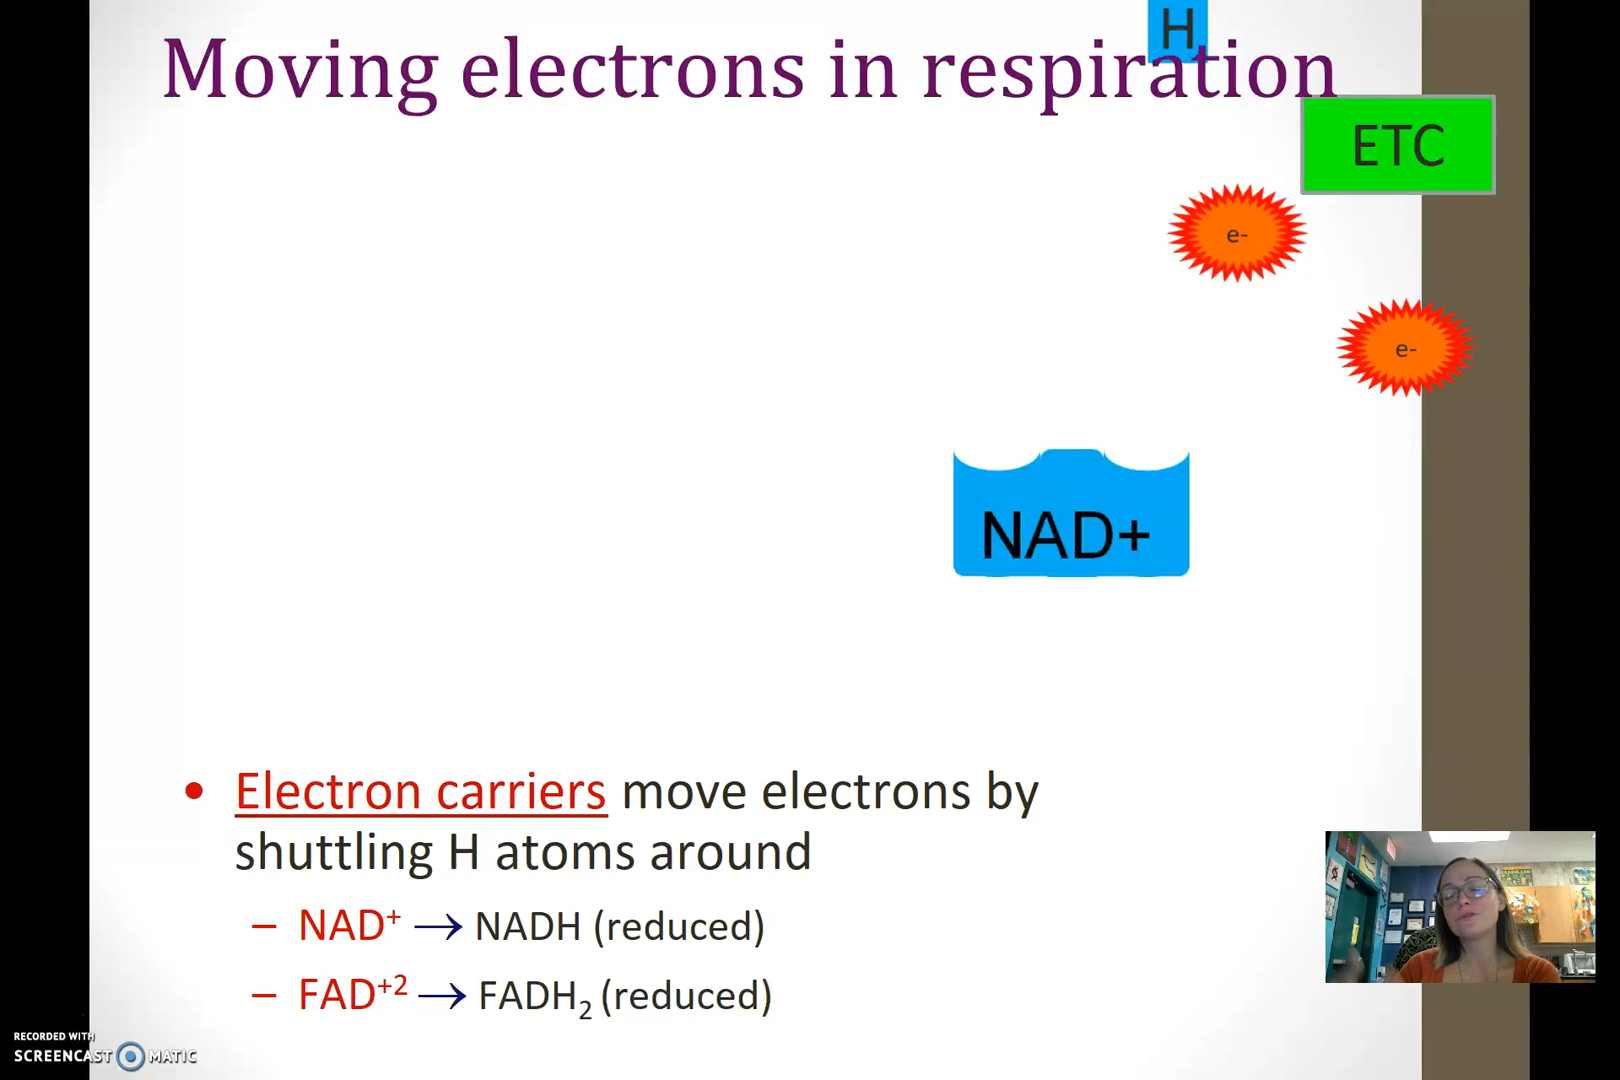 H
Moving electrons in respiration
ETC
e-
e-
NAD+
• Electron carriers move electrons by
shuttling H atoms around
– NAD⁺ → NADH (reduced)
– FAD⁺² → FADH₂ (reduced)
RECORDED WITH
SCREENCAST MATIC